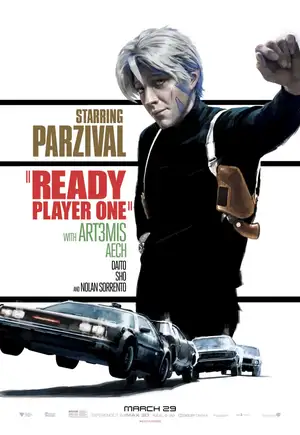 STARRING
PARZIVAL
"READY
PLAYER ONE"
WITH ART3MIS
AECH
DAITO
SHO
AND NOLAN SORRENTO
MARCH 29